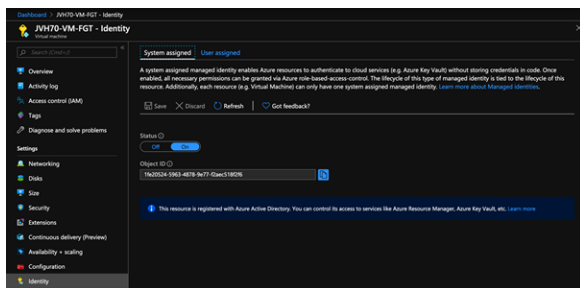 Dashboard > JVH70-VM-FGT - Identity
JVH70-VM-FGT - Identity
Virtual machine
Search (Cmd+/)
Overview
Activity log
Access control (IAM)
Tags
Diagnose and solve problems
Settings
Networking
Disks
Size
Security
Extensions
Continuous delivery (Preview)
Availability + scaling
Configuration
Identity
System assigned User assigned
A system assigned managed identity enables Azure resources to authenticate to cloud services (e.g. Azure Key Vault) without storing credentials in code. Once
enabled, all necessary permissions can be granted via Azure role-based-access-control. The lifecycle of this type of managed identity is tied to the lifecycle of this
resource. Additionally, each resource (e.g. Virtual Machine) can only have one system assigned managed identity. Learn more about Managed identities.
Save Discard Refresh Got feedback?
Status
Off On
Object ID
1fe20524-5963-4878-9e77-f2aec518f2f6
This resource is registered with Azure Active Directory. You can control its access to services like Azure Resource Manager, Azure Key Vault, etc. Learn more